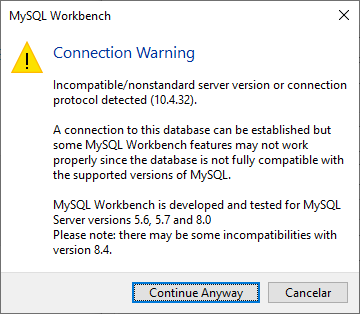 MySQL Workbench
Connection Warning
Incompatible/nonstandard server version or connection
protocol detected (10.4.32).
A connection to this database can be established but
some MySQL Workbench features may not work
properly since the database is not fully compatible with
the supported versions of MySQL.
MySQL Workbench is developed and tested for MySQL
Server versions 5.6, 5.7 and 8.0
Please note: there may be some incompatibilities with
version 8.4.
Continue Anyway
Cancelar